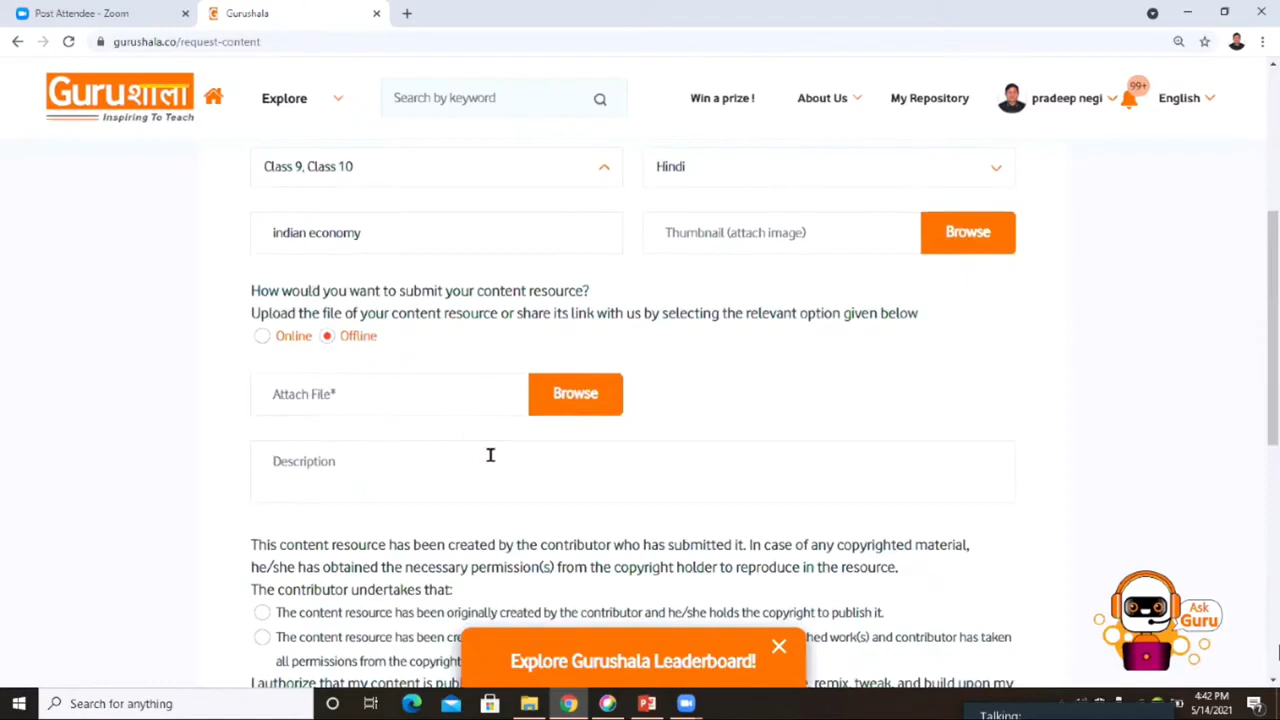 Post Attendee - Zoom
Gurushala
gurushala.co/request-content
Guruशाला
Inspiring To Teach
Explore
Search by keyword
Win a prize !
About Us
My Repository
pradeep negi
99+
English
Class 9, Class 10
Hindi
indian economy
Thumbnail (attach image)
Browse
How would you want to submit your content resource?
Upload the file of your content resource or share its link with us by selecting the relevant option given below
Online
Offline
Attach File*
Browse
Description
This content resource has been created by the contributor who has submitted it. In case of any copyrighted material,
he/she has obtained the necessary permission(s) from the copyright holder to reproduce in the resource.
The contributor undertakes that:
The content resource has been originally created by the contributor and he/she holds the copyright to publish it.
The content resource has been cre
hed work(s) and contributor has taken
all permissions from the copyright
I authorize that my content is publ
remix, tweak, and build upon my
Explore Gurushala Leaderboard!
Ask
Guru
Search for anything
4:42 PM
5/14/2021
Talking: